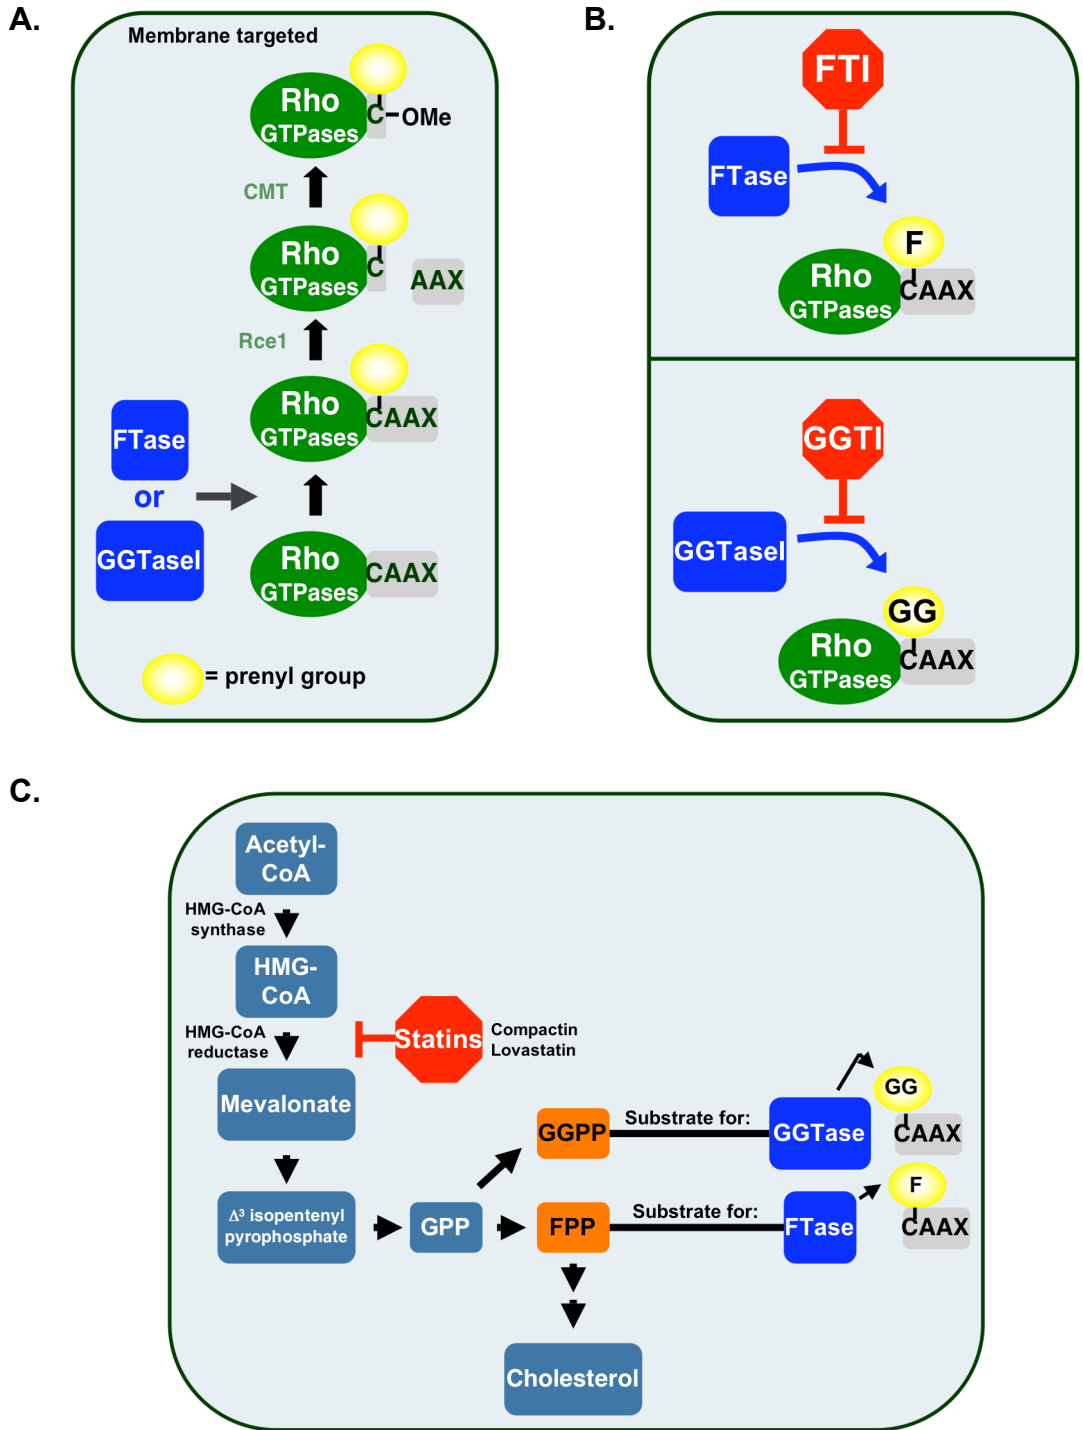 A.
Membrane targeted
Rho
GTPases
C
OMe
CMT
Rho
GTPases
C
AAX
Rce1
Rho
GTPases
CAAX
FTase
or
GGTaseI
Rho
GTPases
CAAX
= prenyl group
B.
FTI
FTase
F
Rho
GTPases
CAAX
GGTI
GGTaseI
GG
Rho
GTPases
CAAX
C.
Acetyl-
CoA
HMG-CoA
synthase
HMG-
CoA
HMG-CoA
reductase
Statins
Compactin
Lovastatin
Mevalonate
GGPP
Substrate for:
GGTase
GG
CAAX
Δ³ isopentenyl
pyrophosphate
GPP
FPP
Substrate for:
FTase
F
CAAX
Cholesterol